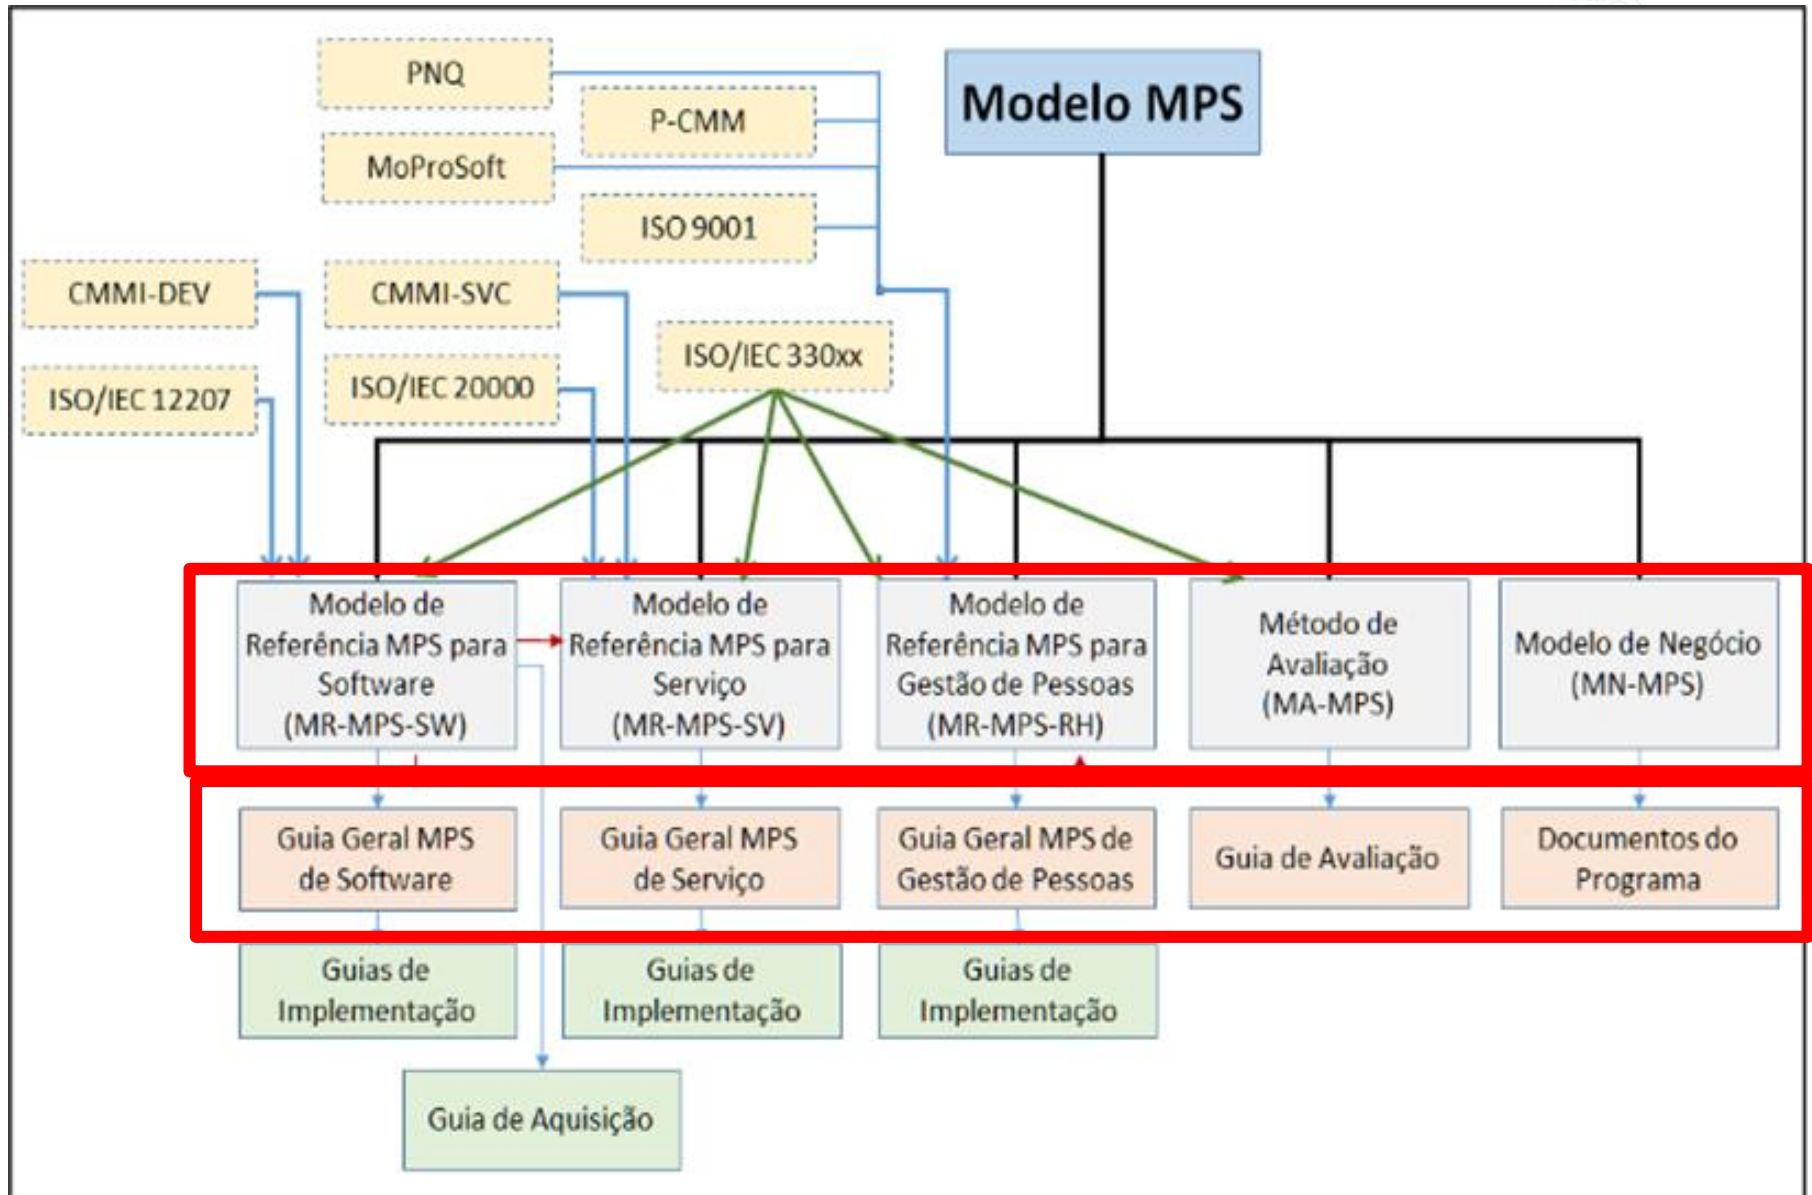 PNQ
Modelo MPS
P-CMM
MoProSoft
ISO 9001
CMMI-DEV
CMMI-SVC
ISO/IEC 330xx
ISO/IEC 12207
ISO/IEC 20000
Modelo de
Referência MPS para
Software
(MR-MPS-SW)
Modelo de
Referência MPS para
Serviço
(MR-MPS-SV)
Modelo de
Referência MPS para
Gestão de Pessoas
(MR-MPS-RH)
Método de
Avaliação
(MA-MPS)
Modelo de Negócio
(MN-MPS)
Guia Geral MPS
de Software
Guia Geral MPS
de Serviço
Guia Geral MPS de
Gestão de Pessoas
Guia de Avaliação
Documentos do
Programa
Guias de
Implementação
Guias de
Implementação
Guias de
Implementação
Guia de Aquisição